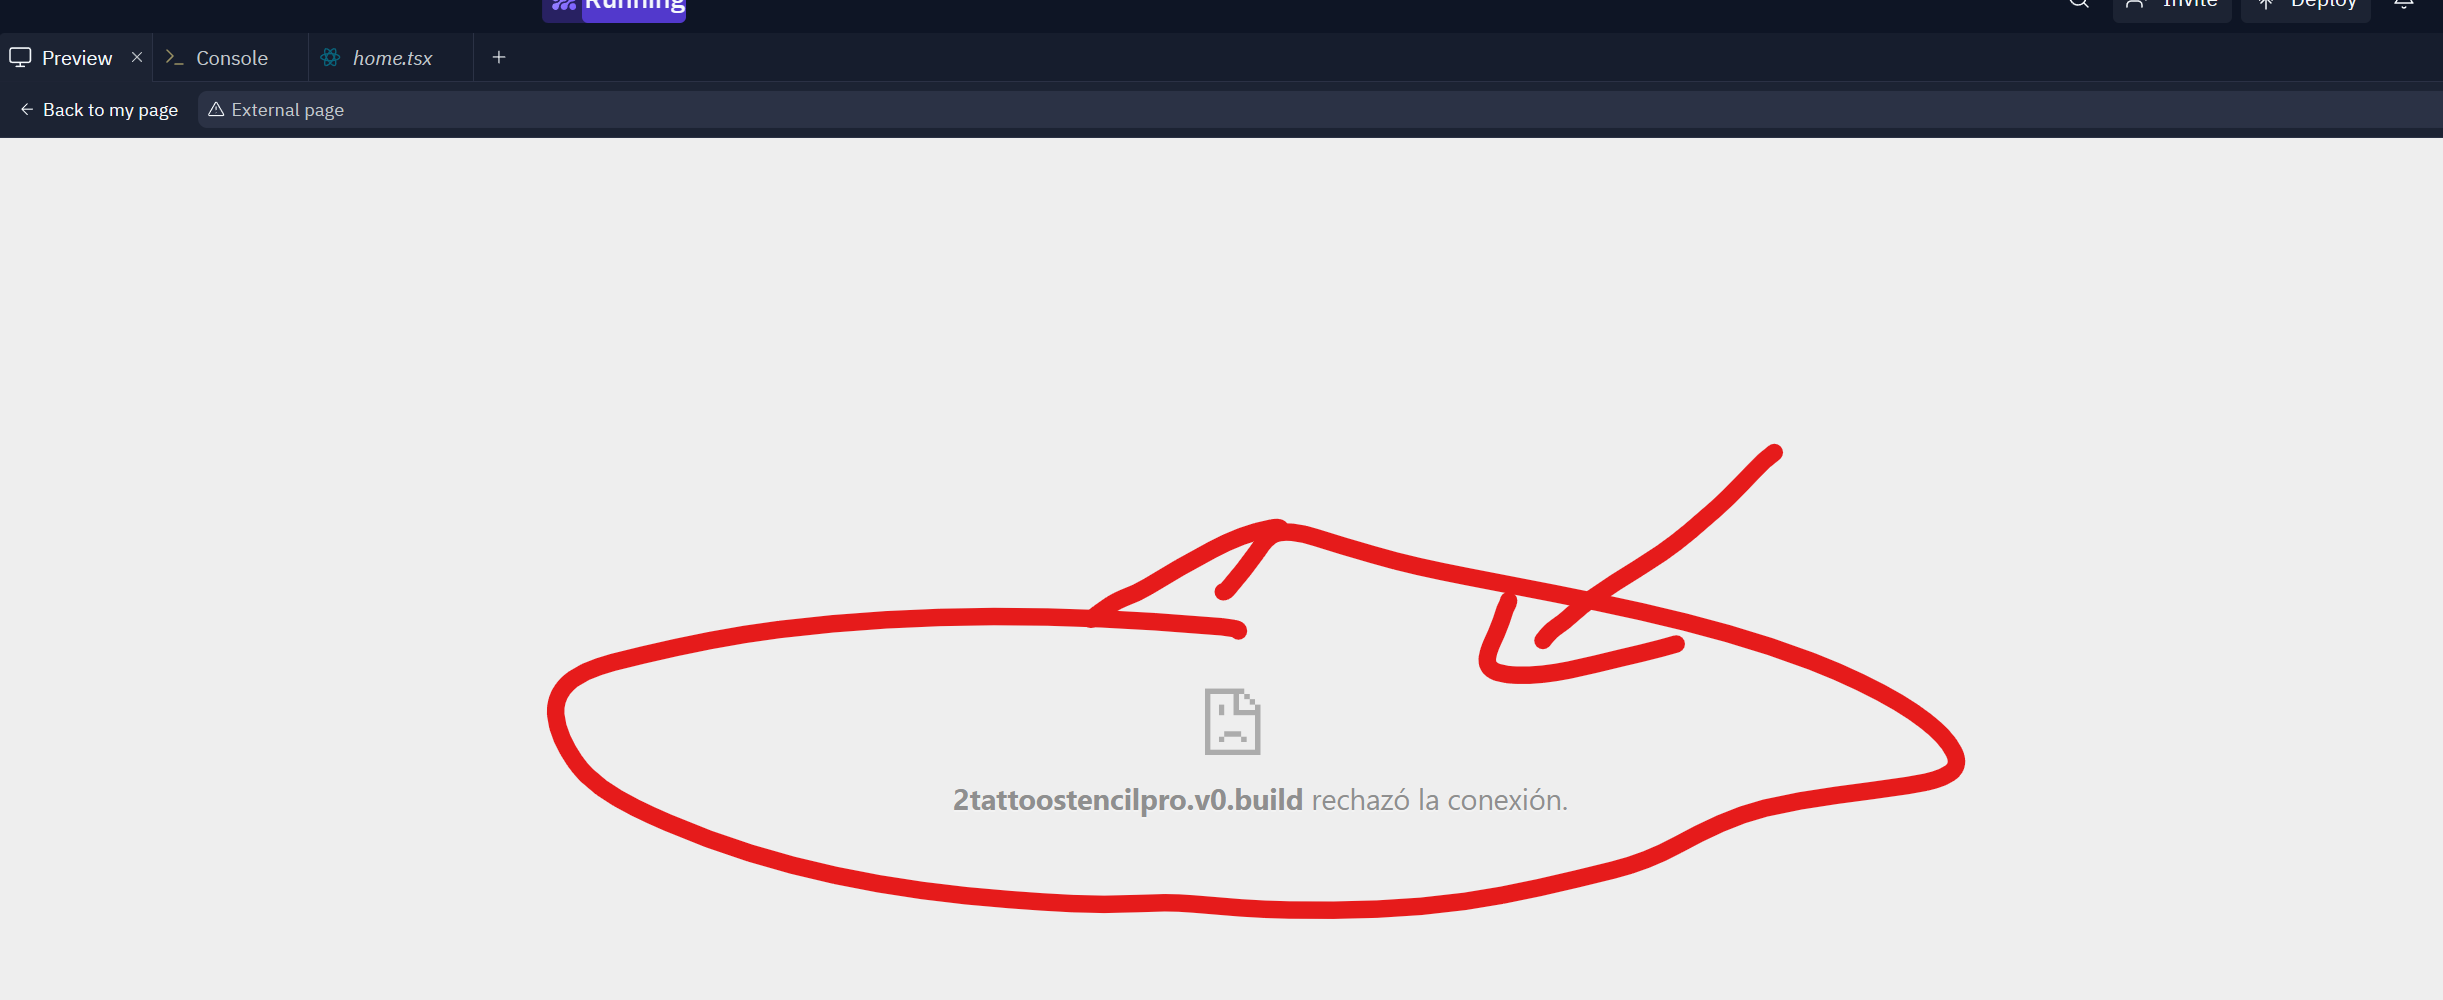 Running
Invite
Deploy
Preview
Console
home.tsx
Back to my page
External page
2tattoostencilpro.v0.build rechazó la conexión.